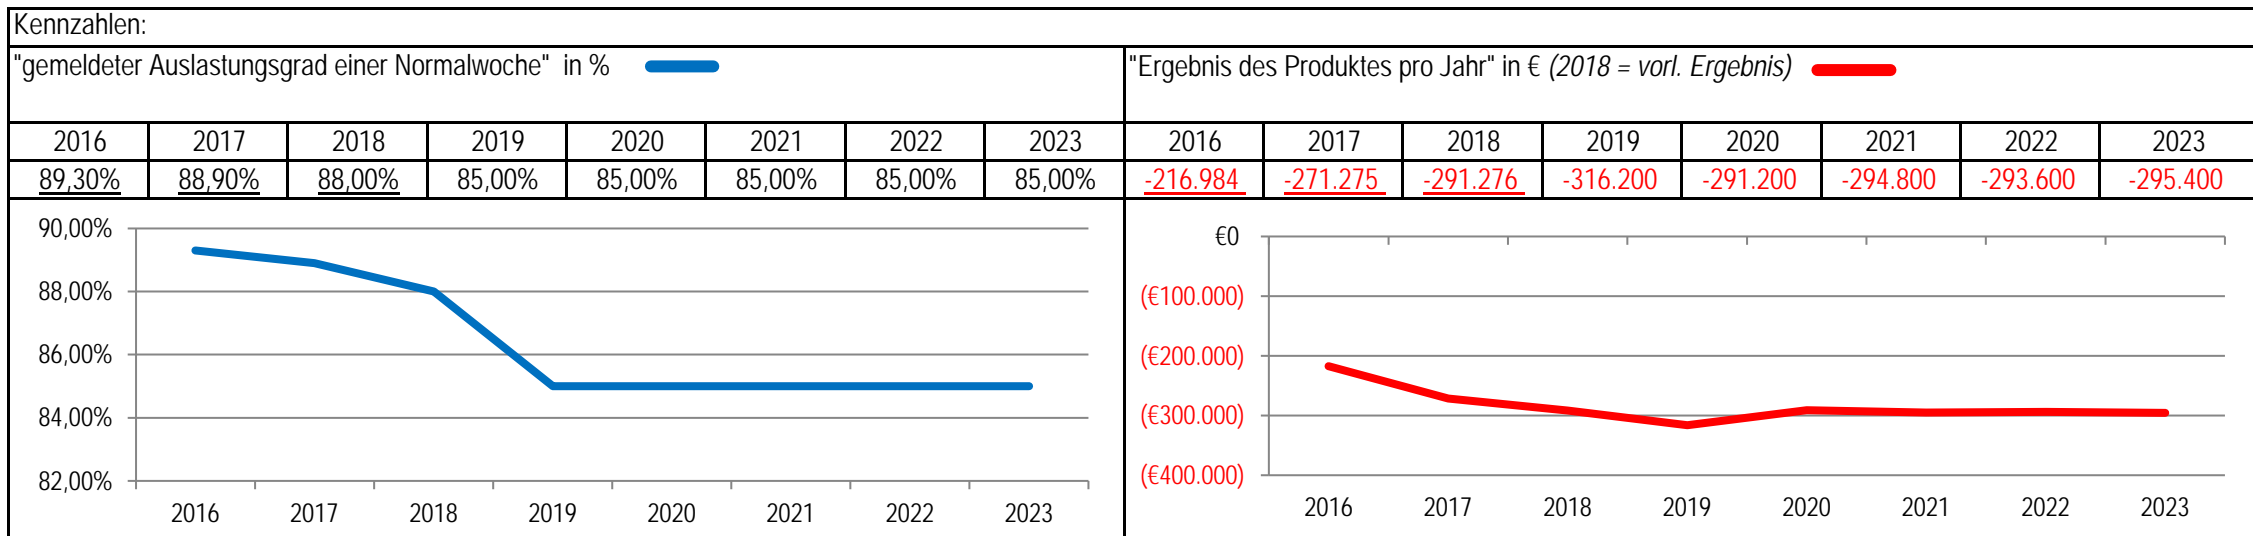 Kennzahlen:
"gemeldeter Auslastungsgrad einer Normalwoche" in %
"Ergebnis des Produktes pro Jahr" in € (2018 = vorl. Ergebnis)
2016 2017 2018 2019 2020 2021 2022 2023 2016 2017 2018 2019 2020 2021 2022 2023
89,30% 88,90% 88,00% 85,00% 85,00% 85,00% 85,00% 85,00% -216.984 -271.275 -291.276 -316.200 -291.200 -294.800 -293.600 -295.400
90,00%
88,00%
86,00%
84,00%
82,00%
2016 2017 2018 2019 2020 2021 2022 2023
€0
(€100.000)
(€200.000)
(€300.000)
(€400.000)
2016 2017 2018 2019 2020 2021 2022 2023